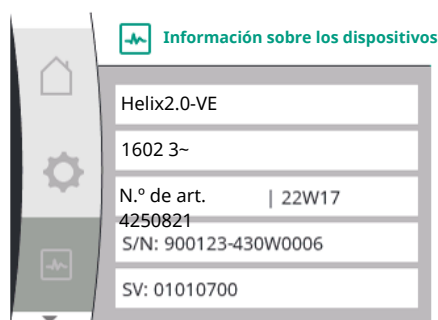 Información sobre los dispositivos
Helix2.0-VE
1602 3~
N.º de art. | 22W17
4250821
S/N: 900123-430W0006
SV: 01010700